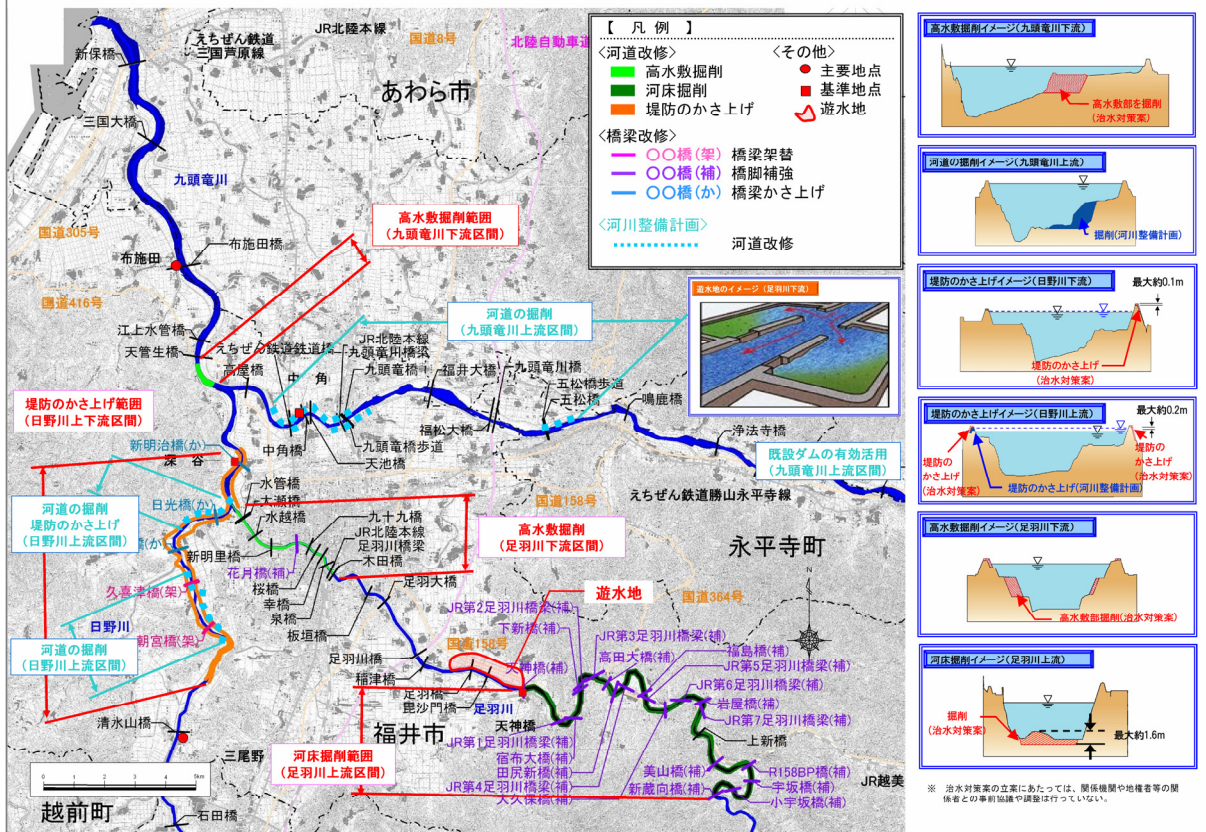 えちぜん鉄道
三国芦原線
JR北陸本線
国道8号
北陸自動車道
新保橋
あわら市
三国大橋
九頭竜川
国道305号
布施田橋
布施田
国道416号
江上水管橋
天管生橋
高水敷掘削範囲
(九頭竜川下流区間)
えちぜん鉄道鉄道橋
JR北陸本線
九頭竜川橋梁
河道の掘削
(九頭竜川上流区間)
高屋橋
中角
九頭竜橋
福井大橋
九頭竜川橋
五松橋歩道
五松橋
鳴鹿橋
浄法寺橋
福松大橋
九頭竜橋歩道
中角橋
天池橋
既設ダムの有効活用
(九頭竜川上流区間)
えちぜん鉄道勝山永平寺線
国道158号
堤防のかさ上げ範囲
(日野川上下流区間)
新明治橋(か)
深谷
水管橋
大瀬橋
日光橋(か)
水越橋
河道の掘削
堤防のかさ上げ
(日野川上流区間)
橋(か)
新明里橋
九十九橋
JR北陸本線
足羽川橋梁
木田橋
花月橋(補)
桜橋
幸橋
泉橋
足羽大橋
板垣橋
高水敷掘削
(足羽川下流区間)
永平寺町
国道364号
久喜津橋(架)
日野川
朝宮橋(架)
河道の掘削
(日野川上流区間)
遊水地
国道158号
足羽川橋
稲津橋
足羽橋
毘沙門橋
足羽川
天神橋(補)
天神橋
JR第2足羽川橋梁(補)
下新橋(補)
JR第3足羽川橋梁(補)
高田大橋(補)
福島橋(補)
JR第5足羽川橋梁(補)
JR第6足羽川橋梁(補)
岩屋橋(補)
JR第7足羽川橋梁(補)
上新橋
JR第1足羽川橋梁(補)
宿布大橋(補)
田尻新橋(補)
JR第4足羽川橋梁(補)
大久保橋(補)
美山橋(補)
新蔵向橋(補)
R158BP橋(補)
宇坂橋(補)
小宇坂橋(補)
JR越美
清水山橋
三尾野
福井市
河床掘削範囲
(足羽川上流区間)
越前町
石田橋
0
5km
N
【 凡 例 】
<河道改修>
高水敷掘削
河床掘削
堤防のかさ上げ
<その他>
主要地点
基準地点
遊水地
<橋梁改修>
〇〇橋(架) 橋梁架替
〇〇橋(補) 橋脚補強
〇〇橋(か) 橋梁かさ上げ
<河川整備計画>
河道改修
遊水地のイメージ(足羽川下流)
高水敷掘削イメージ(九頭竜川下流)
高水敷部を掘削
(治水対策案)
河道の掘削イメージ(九頭竜川上流)
掘削(河川整備計画)
堤防のかさ上げイメージ(日野川下流)
最大約0.1m
堤防のかさ上げ
(治水対策案)
堤防のかさ上げイメージ(日野川上流)
最大約0.2m
堤防の
かさ上げ
(治水対策案)
堤防の
かさ上げ
(治水対策案)
堤防のかさ上げ(河川整備計画)
高水敷掘削イメージ(足羽川下流)
高水敷部掘削(治水対策案)
河床掘削イメージ(足羽川上流)
掘削
(治水対策案)
最大約1.6m
※ 治水対策案の立案にあたっては、関係機関や地権者等の関
係者との事前協議や調整は行っていない。